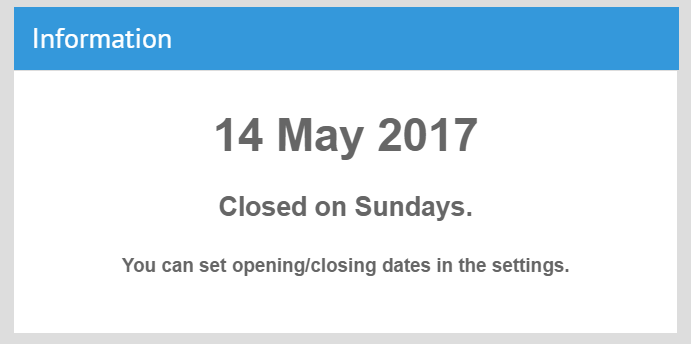 Information
14 May 2017
Closed on Sundays.
You can set opening/closing dates in the settings.